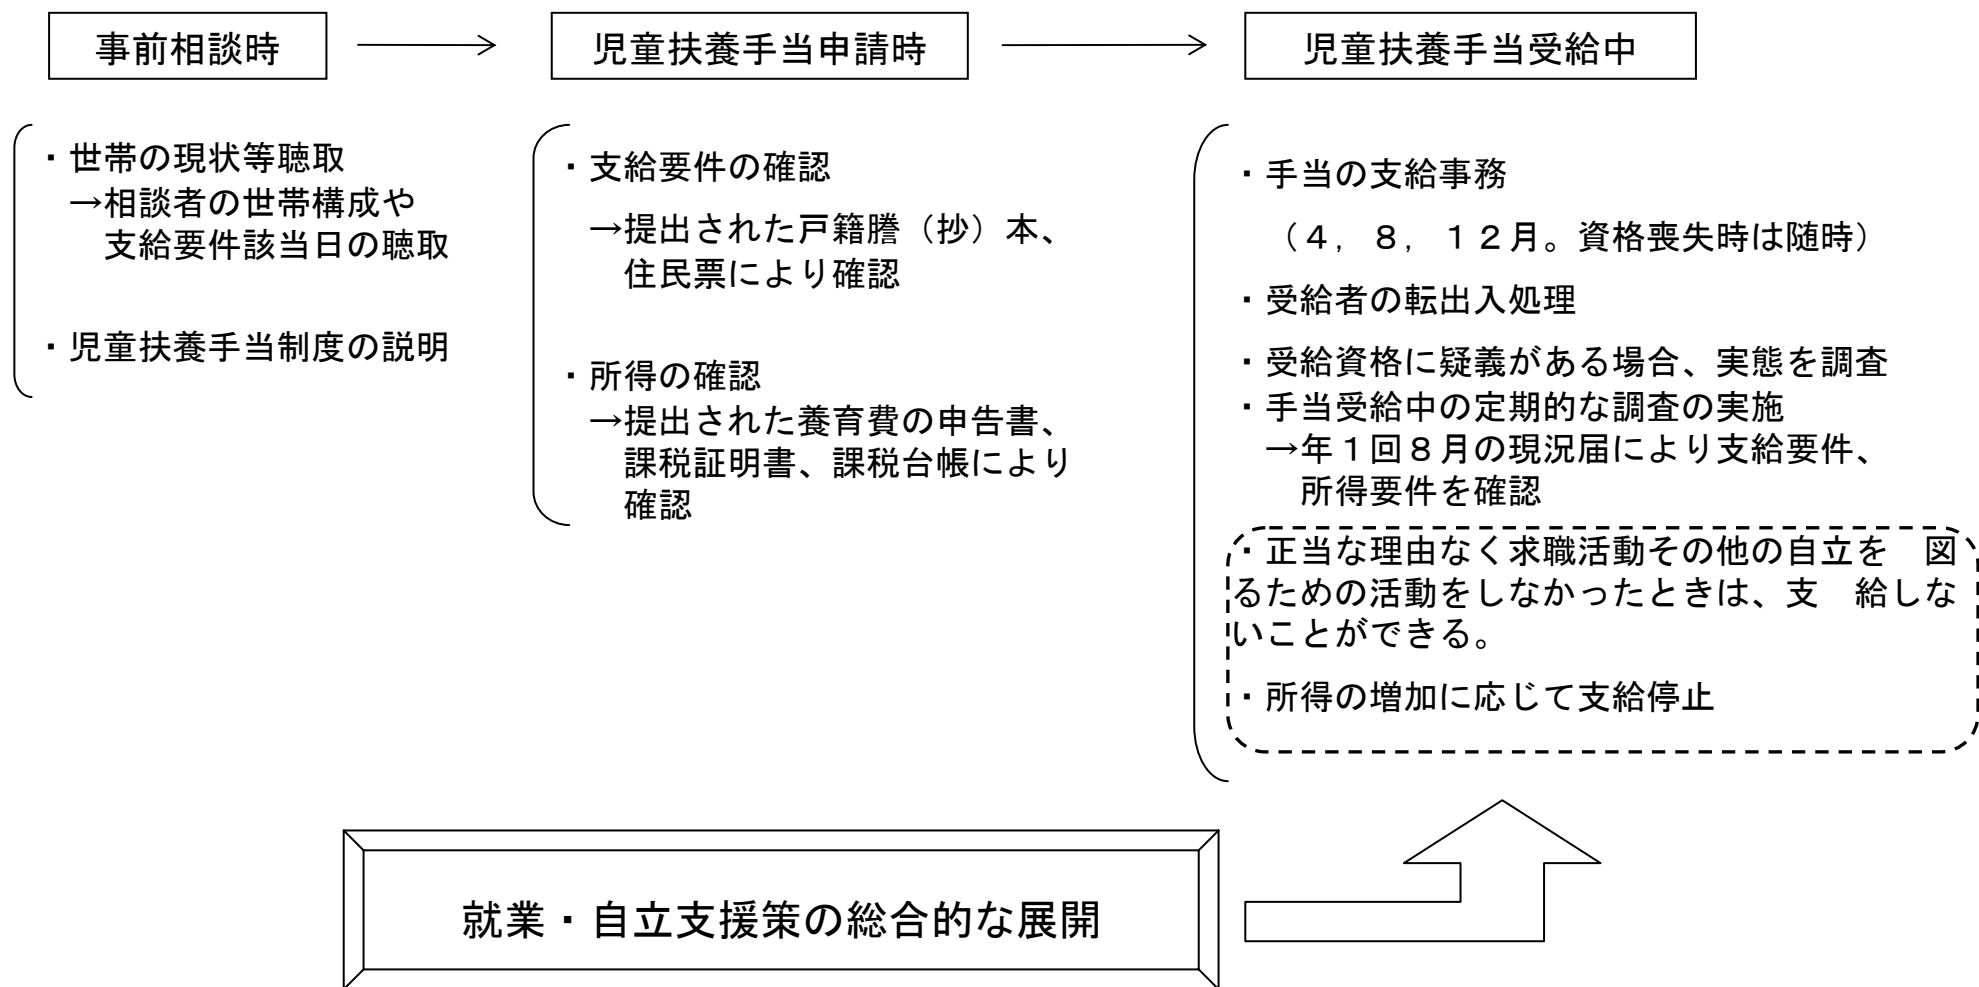 事前相談時
児童扶養手当申請時
児童扶養手当受給中
・世帯の現状等聴取
→相談者の世帯構成や
支給要件該当日の聴取
・児童扶養手当制度の説明
・支給要件の確認
→提出された戸籍謄（抄）本、
住民票により確認
・所得の確認
→提出された養育費の申告書、
課税証明書、課税台帳により
確認
・手当の支給事務
（４，８，１２月。資格喪失時は随時）
・受給者の転出入処理
・受給資格に疑義がある場合、実態を調査
・手当受給中の定期的な調査の実施
→年１回８月の現況届により支給要件、
所得要件を確認
・正当な理由なく求職活動その他の自立を　図
るための活動をしなかったときは、支　給しな
いことができる。
・所得の増加に応じて支給停止
就業・自立支援策の総合的な展開